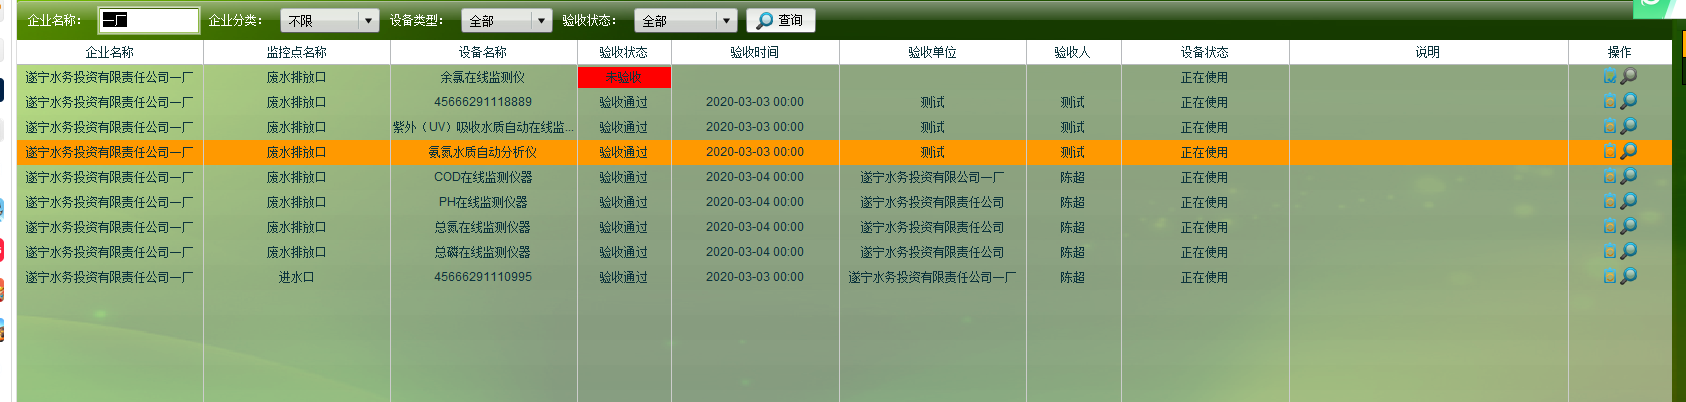 企业名称： 一厂 企业分类： 不限 设备类型： 全部 验收状态： 全部 查询
企业名称 监控点名称 设备名称 验收状态 验收时间 验收单位 验收人 设备状态 说明 操作
遂宁水务投资有限责任公司一厂 废水排放口 余氯在线监测仪 未验收 正在使用
遂宁水务投资有限责任公司一厂 废水排放口 45666291118889 验收通过 2020-03-03 00:00 测试 测试 正在使用
遂宁水务投资有限责任公司一厂 废水排放口 紫外（UV）吸收水质自动在线监... 验收通过 2020-03-03 00:00 测试 测试 正在使用
遂宁水务投资有限责任公司一厂 废水排放口 氨氮水质自动分析仪 验收通过 2020-03-03 00:00 测试 测试 正在使用
遂宁水务投资有限责任公司一厂 废水排放口 COD在线监测仪器 验收通过 2020-03-04 00:00 遂宁水务投资有限公司一厂 陈超 正在使用
遂宁水务投资有限责任公司一厂 废水排放口 PH在线监测仪器 验收通过 2020-03-04 00:00 遂宁水务投资有限责任公司 陈超 正在使用
遂宁水务投资有限责任公司一厂 废水排放口 总氮在线监测仪器 验收通过 2020-03-04 00:00 遂宁水务投资有限责任公司 陈超 正在使用
遂宁水务投资有限责任公司一厂 废水排放口 总磷在线监测仪器 验收通过 2020-03-04 00:00 遂宁水务投资有限责任公司 陈超 正在使用
遂宁水务投资有限责任公司一厂 进水口 45666291110995 验收通过 2020-03-03 00:00 遂宁水务投资有限责任公司一厂 陈超 正在使用